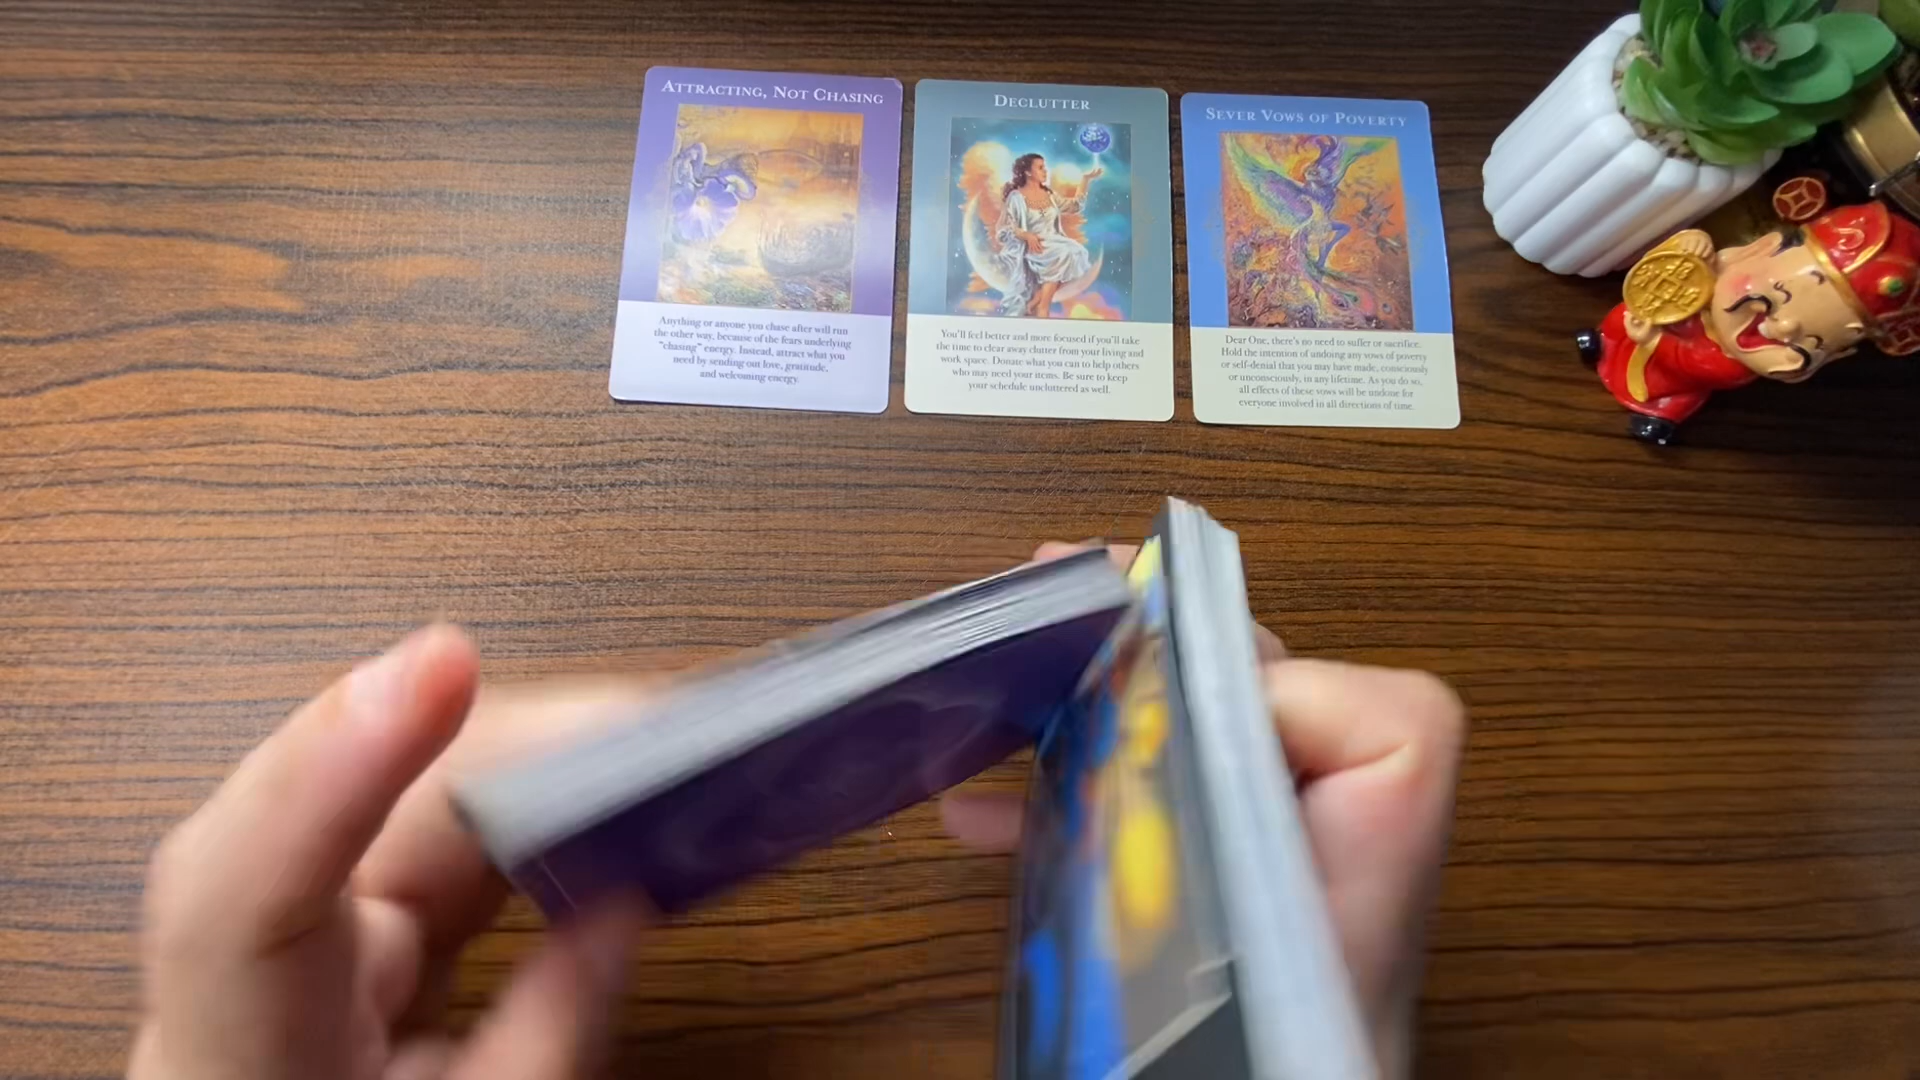 ATTRACTING, NOT CHASING
Anything or anyone you chase after will run
the other way, because of the fears underlying
"chasing" energy. Instead, attract what you
need by sending out love, gratitude,
and welcoming energy.
DECLUTTER
You'll feel better and more focused if you'll take
the time to clear away clutter from your living and
work space. Donate what you can to help others
who may need your items. Be sure to keep
your schedule uncluttered as well.
SEVER VOWS OF POVERTY
Dear One, there's no need to suffer or sacrifice.
Hold the intention of undoing any vows of poverty
or self-denial that you may have made, consciously
or unconsciously, in any lifetime. As you do so,
all effects of these vows will be undone for
everyone involved in all directions of time.